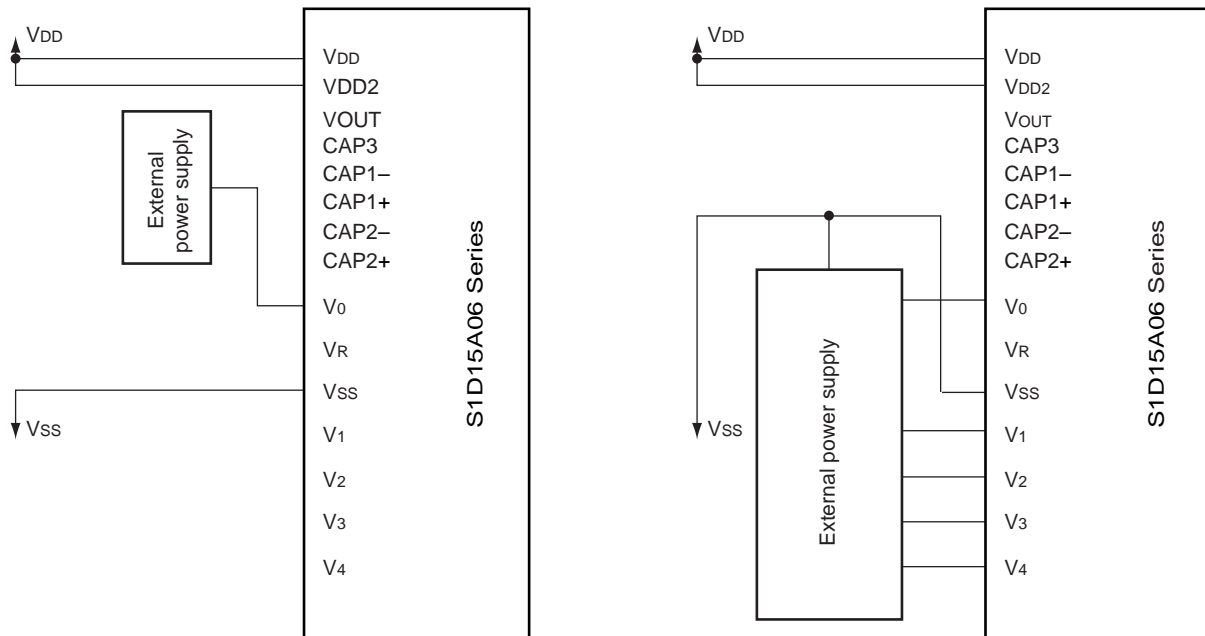 VDD
VDD
VDD2
VOUT
CAP3
CAP1–
CAP1+
CAP2–
CAP2+
V0
VR
VSS
V1
V2
V3
V4
External
power supply
VSS
S1D15A06 Series
VDD
VDD
VDD2
VOUT
CAP3
CAP1–
CAP1+
CAP2–
CAP2+
V0
VR
VSS
V1
V2
V3
V4
External power supply
VSS
S1D15A06 Series